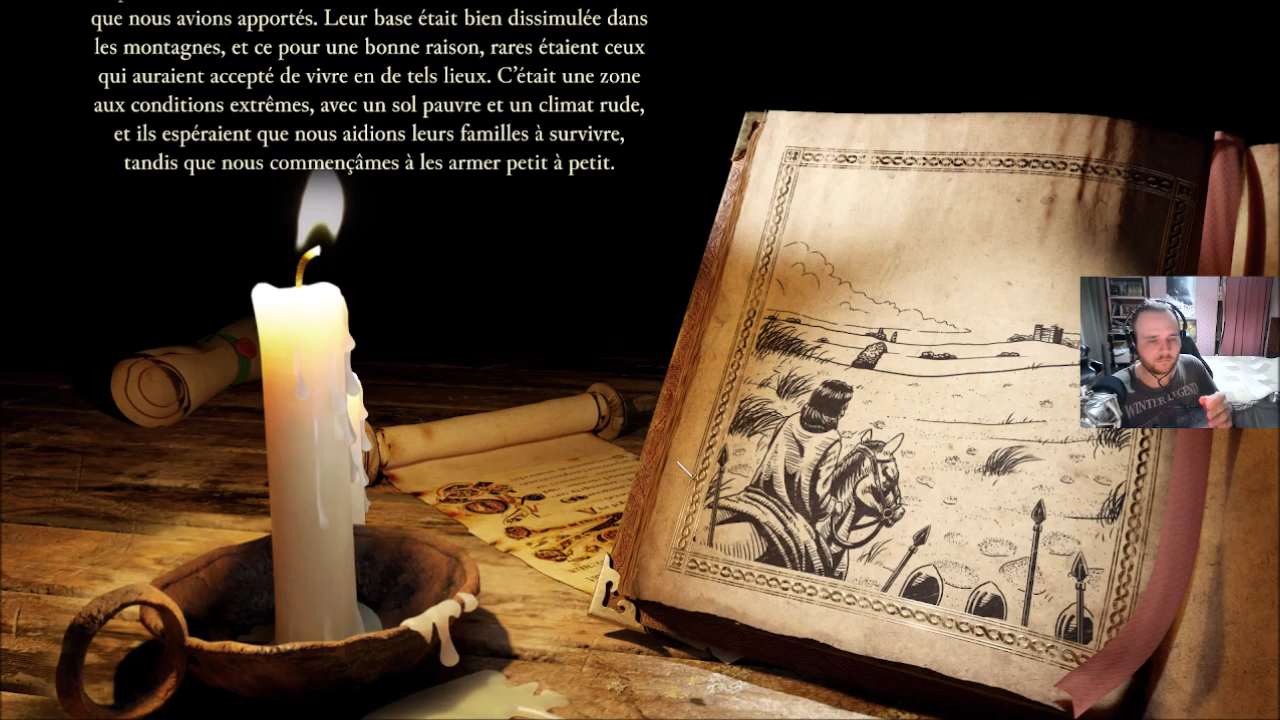 que nous avions apportés. Leur base était bien dissimulée dans
les montagnes, et ce pour une bonne raison, rares étaient ceux
qui auraient accepté de vivre en de tels lieux. C'était une zone
aux conditions extrêmes, avec un sol pauvre et un climat rude,
et ils espéraient que nous aidions leurs familles à survivre,
tandis que nous commençâmes à les armer petit à petit.
WINTER LEGEND